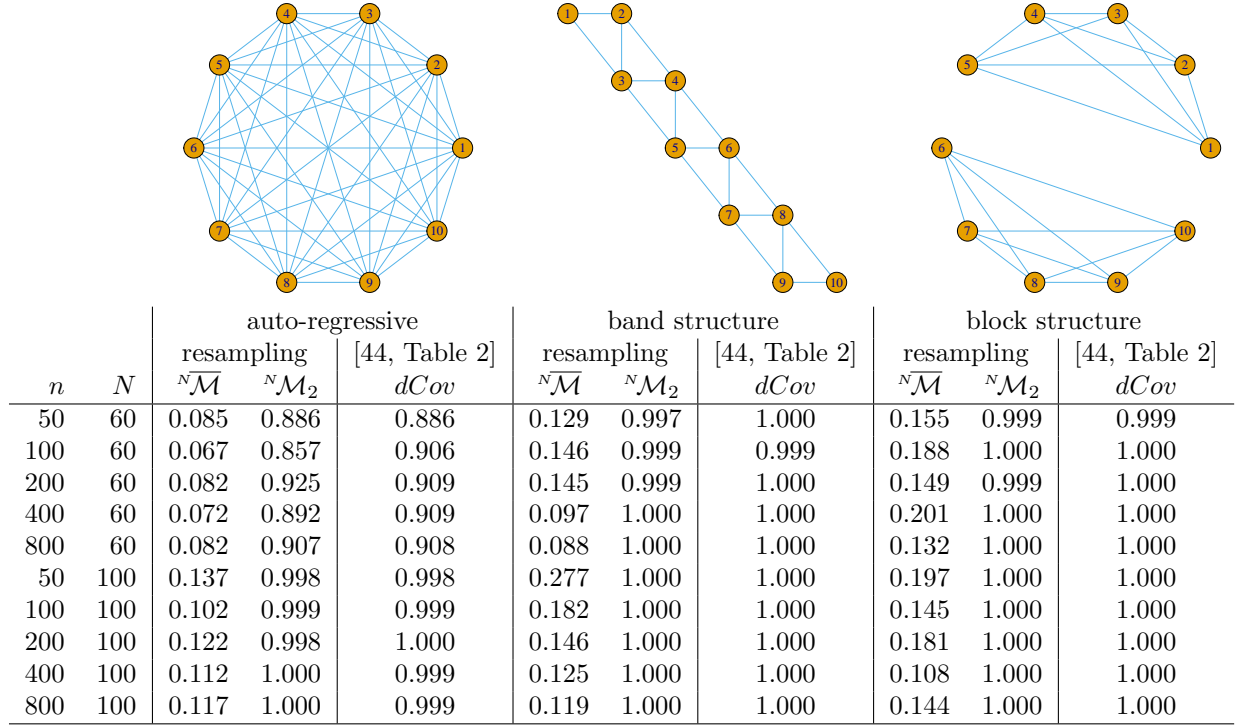 4 3 1 2 4 3
5 2 5 2
3 4
6 1 5 6 6 1
7 10 7 8 7 10
8 9 9 10 8 9
auto-regressive band structure block structure
resampling [44, Table 2] resampling [44, Table 2] resampling [44, Table 2]
n N ᴺM̅ ᴺM₂ dCov ᴺM̅ ᴺM₂ dCov ᴺM̅ ᴺM₂ dCov
50 60 0.085 0.886 0.886 0.129 0.997 1.000 0.155 0.999 0.999
100 60 0.067 0.857 0.906 0.146 0.999 0.999 0.188 1.000 1.000
200 60 0.082 0.925 0.909 0.145 0.999 1.000 0.149 0.999 1.000
400 60 0.072 0.892 0.909 0.097 1.000 1.000 0.201 1.000 1.000
800 60 0.082 0.907 0.908 0.088 1.000 1.000 0.132 1.000 1.000
50 100 0.137 0.998 0.998 0.277 1.000 1.000 0.197 1.000 1.000
100 100 0.102 0.999 0.999 0.182 1.000 1.000 0.145 1.000 1.000
200 100 0.122 0.998 1.000 0.146 1.000 1.000 0.181 1.000 1.000
400 100 0.112 1.000 0.999 0.125 1.000 1.000 0.108 1.000 1.000
800 100 0.117 1.000 0.999 0.119 1.000 1.000 0.144 1.000 1.000